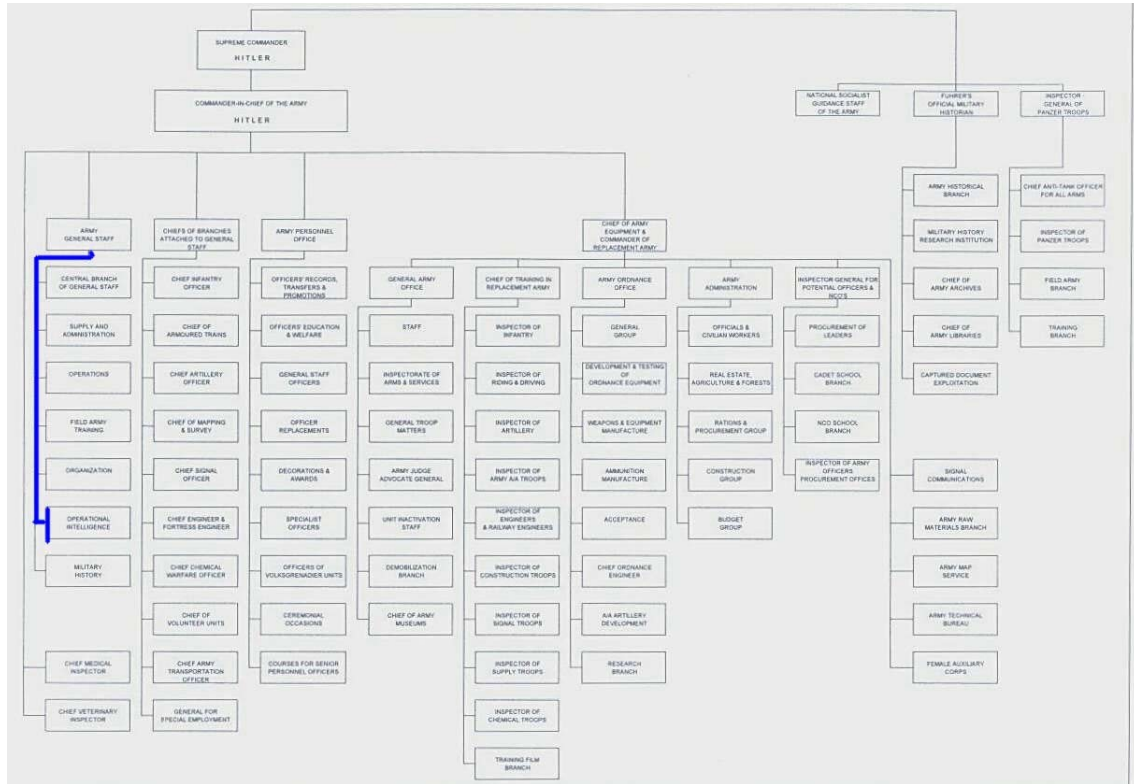 SUPREME COMMANDER
HITLER
COMMANDER-IN-CHIEF OF THE ARMY
HITLER
NATIONAL SOCIALIST
GUIDANCE STAFF
OF THE ARMY
FUHRER'S
OFFICIAL MILITARY
HISTORIAN
INSPECTOR
GENERAL OF
PANZER TROOPS
ARMY HISTORICAL
BRANCH
MILITARY HISTORY
RESEARCH INSTITUTION
CHIEF OF
ARMY ARCHIVES
CHIEF OF
ARMY LIBRARIES
CAPTURED DOCUMENT
EXPLOITATION
CHIEF ANTI-TANK OFFICER
FOR ALL ARMS
INSPECTOR OF
PANZER TROOPS
FIELD ARMY
BRANCH
TRAINING
BRANCH
ARMY
GENERAL STAFF
CENTRAL BRANCH
OF GENERAL STAFF
SUPPLY AND
ADMINISTRATION
OPERATIONS
FIELD ARMY
TRAINING
ORGANIZATION
OPERATIONAL
INTELLIGENCE
MILITARY
HISTORY
CHIEF MEDICAL
INSPECTOR
CHIEF VETERINARY
INSPECTOR
CHIEFS OF BRANCHES
ATTACHED TO GENERAL
STAFF
CHIEF INFANTRY
OFFICER
CHIEF OF
ARMOURED TRAINS
CHIEF ARTILLERY
OFFICER
CHIEF OF MAPPING
& SURVEY
CHIEF SIGNAL
OFFICER
CHIEF ENGINEER &
FORTRESS ENGINEER
CHIEF CHEMICAL
WARFARE OFFICER
CHIEF OF
VOLUNTEER UNITS
CHIEF ARMY
TRANSPORTATION
OFFICER
GENERAL FOR
SPECIAL EMPLOYMENT
ARMY PERSONNEL
OFFICE
OFFICERS' RECORDS,
TRANSFERS &
PROMOTIONS
OFFICERS' EDUCATION
& WELFARE
GENERAL STAFF
OFFICERS
OFFICER
REPLACEMENTS
DECORATIONS &
AWARDS
SPECIALIST
OFFICERS
OFFICERS OF
VOLKSGRENADIER UNITS
CEREMONIAL
OCCASIONS
COURSES FOR SENIOR
PERSONNEL OFFICERS
CHIEF OF ARMY
EQUIPMENT &
COMMANDER OF
REPLACEMENT ARMY
GENERAL ARMY
OFFICE
STAFF
INSPECTORATE OF
ARMS & SERVICES
GENERAL TROOP
MATTERS
ARMY JUDGE
ADVOCATE GENERAL
UNIT INACTIVATION
STAFF
DEMOBILIZATION
BRANCH
CHIEF OF ARMY
MUSEUMS
CHIEF OF TRAINING IN
REPLACEMENT ARMY
INSPECTOR OF
INFANTRY
INSPECTOR OF
RIDING & DRIVING
INSPECTOR OF
ARTILLERY
INSPECTOR OF
ARMY A/A TROOPS
INSPECTOR
OF ENGINEERS
& RAILWAY ENGINEERS
INSPECTOR OF
CONSTRUCTION TROOPS
INSPECTOR OF
SIGNAL TROOPS
INSPECTOR OF
SUPPLY TROOPS
INSPECTOR OF
CHEMICAL TROOPS
TRAINING FILM
BRANCH
ARMY ORDNANCE
OFFICE
GENERAL
GROUP
DEVELOPMENT & TESTING
OF
ORDNANCE EQUIPMENT
WEAPONS & EQUIPMENT
MANUFACTURE
AMMUNITION
MANUFACTURE
ACCEPTANCE
CHIEF ORDNANCE
ENGINEER
A/A ARTILLERY
DEVELOPMENT
RESEARCH
BRANCH
ARMY
ADMINISTRATION
OFFICIALS &
CIVILIAN WORKERS
REAL ESTATE,
AGRICULTURE & FORESTS
RATIONS &
PROCUREMENT GROUP
CONSTRUCTION
GROUP
BUDGET
GROUP
INSPECTOR GENERAL FOR
POTENTIAL OFFICERS &
NCO'S
PROCUREMENT OF
LEADERS
CADET SCHOOL
BRANCH
NCO SCHOOL
BRANCH
INSPECTOR OF ARMY
OFFICERS
PROCUREMENT OFFICES
SIGNAL
COMMUNICATIONS
ARMY RAW
MATERIALS BRANCH
ARMY MAP
SERVICE
ARMY TECHNICAL
BUREAU
FEMALE AUXILIARY
CORPS